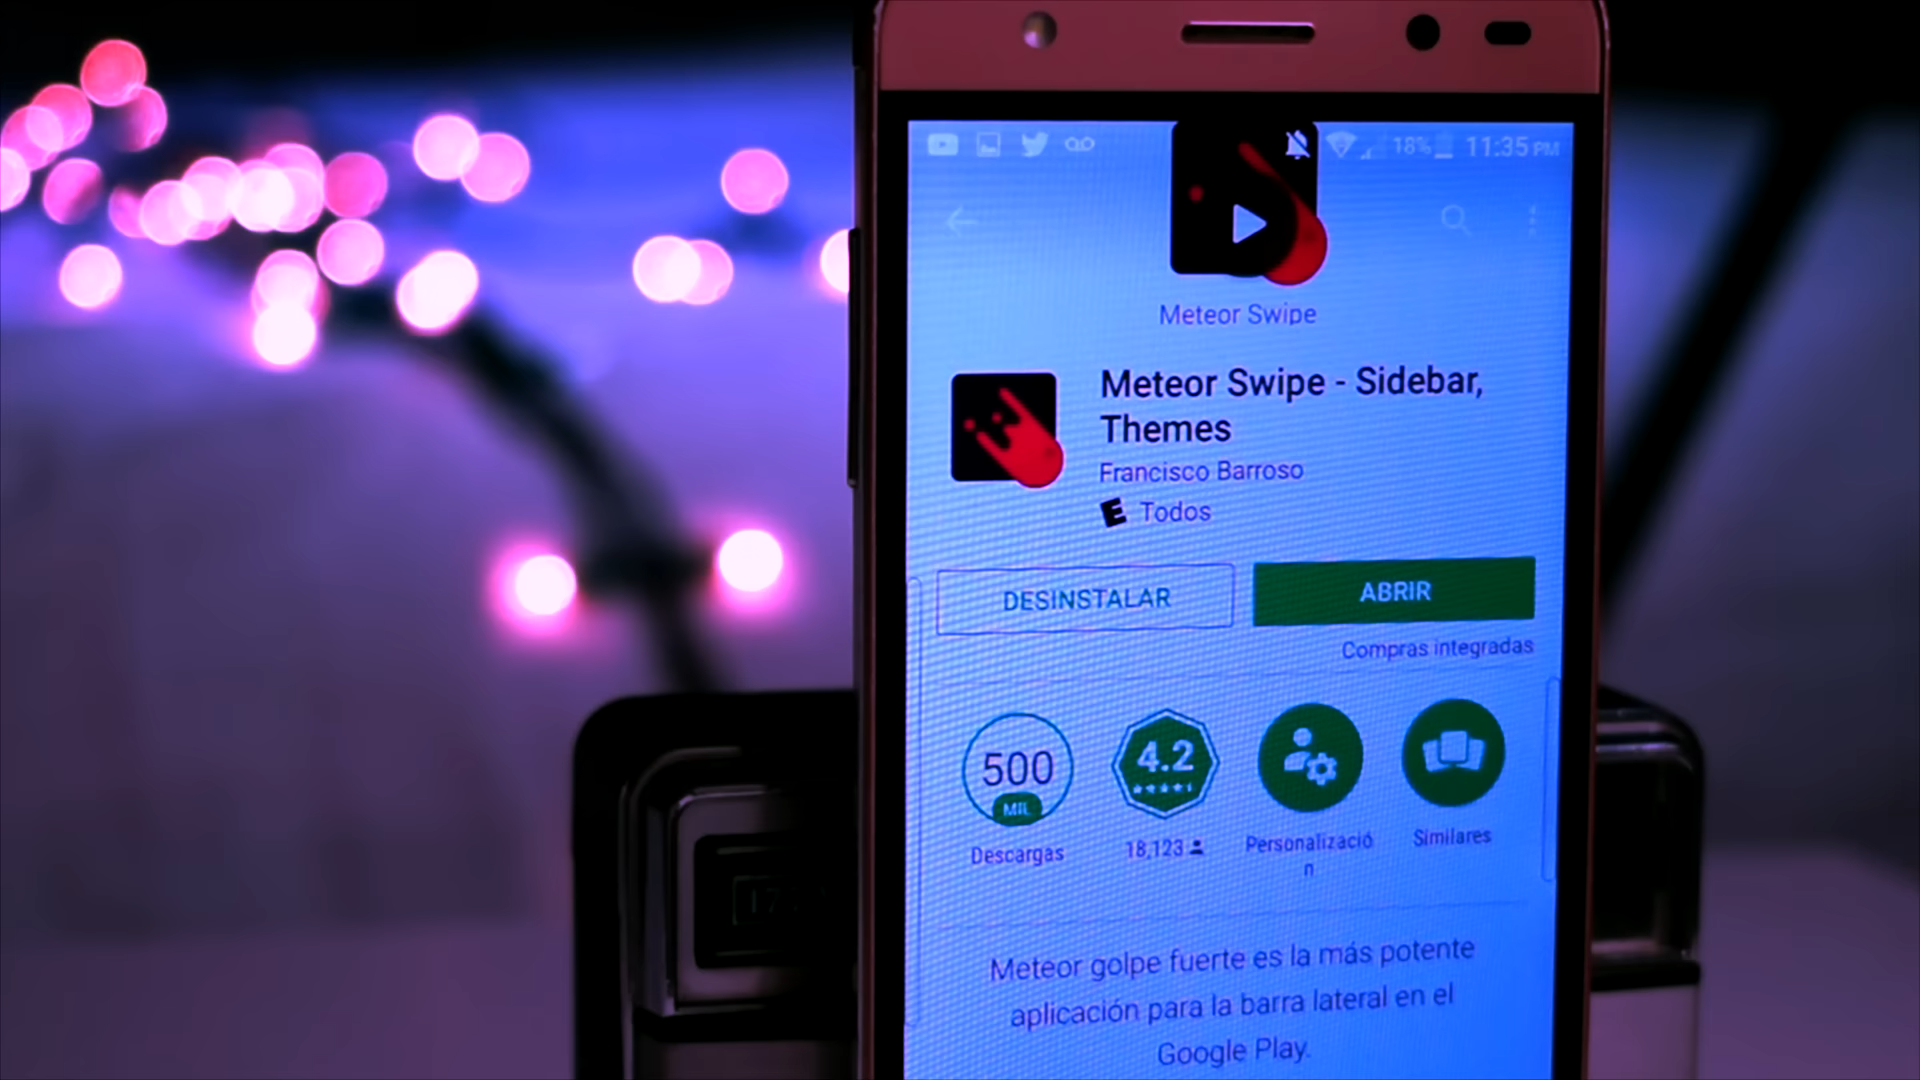 18% 11:35 PM
Meteor Swipe
Meteor Swipe - Sidebar,
Themes
Francisco Barroso
E Todos
DESINSTALAR ABRIR
Compras integradas
500 4.2
MIL
Descargas 18,123 Personalizació Similares
n
Meteor golpe fuerte es la más potente
aplicación para la barra lateral en el
Google Play.